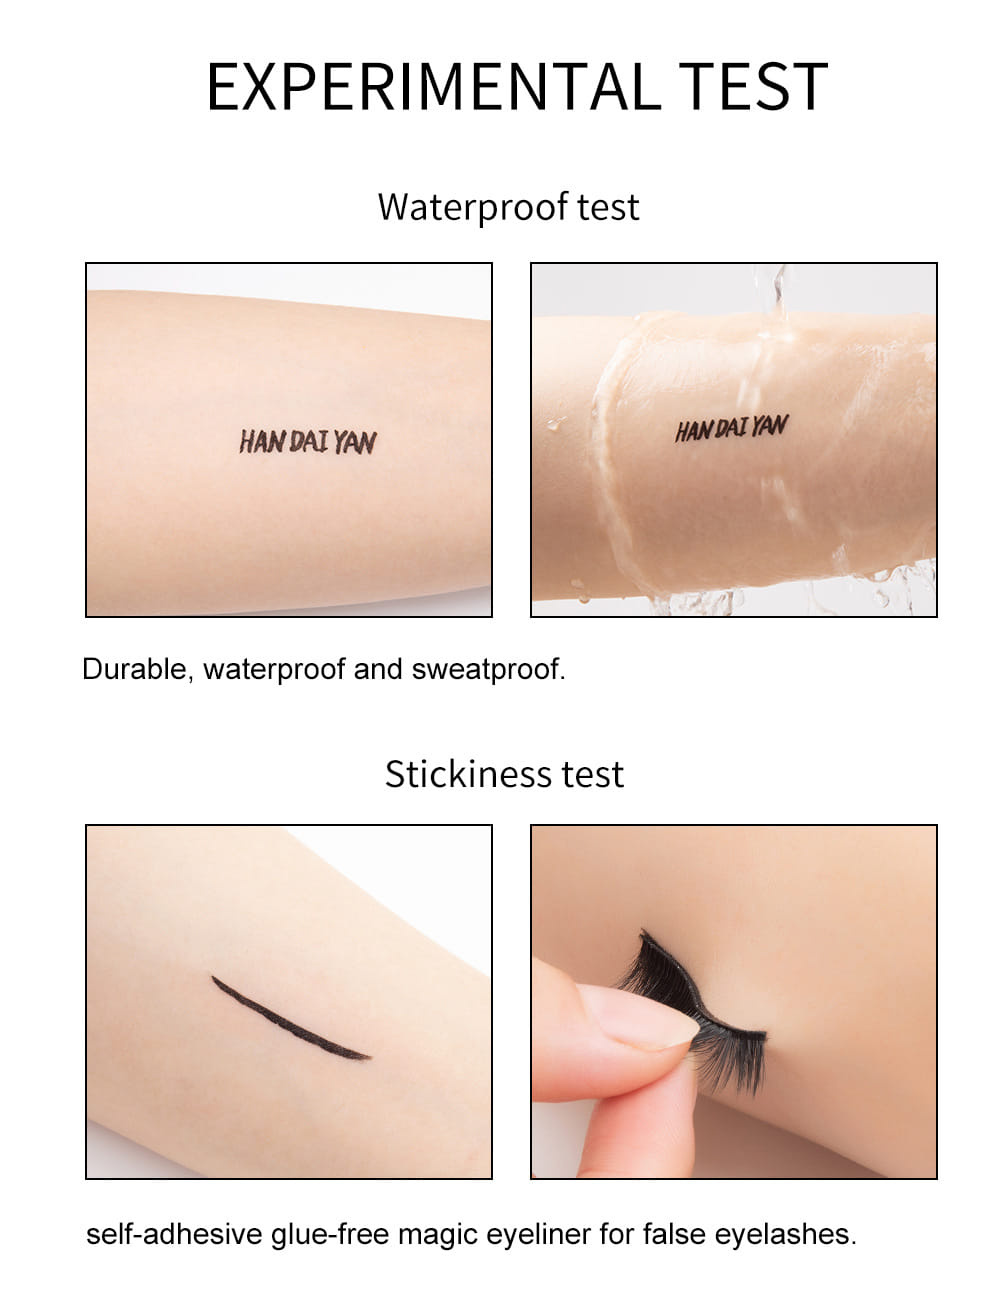 EXPERIMENTAL TEST
Waterproof test
HAN DAI YAN
HAN DAI YAN
Durable, waterproof and sweatproof.
Stickiness test
self-adhesive glue-free magic eyeliner for false eyelashes.